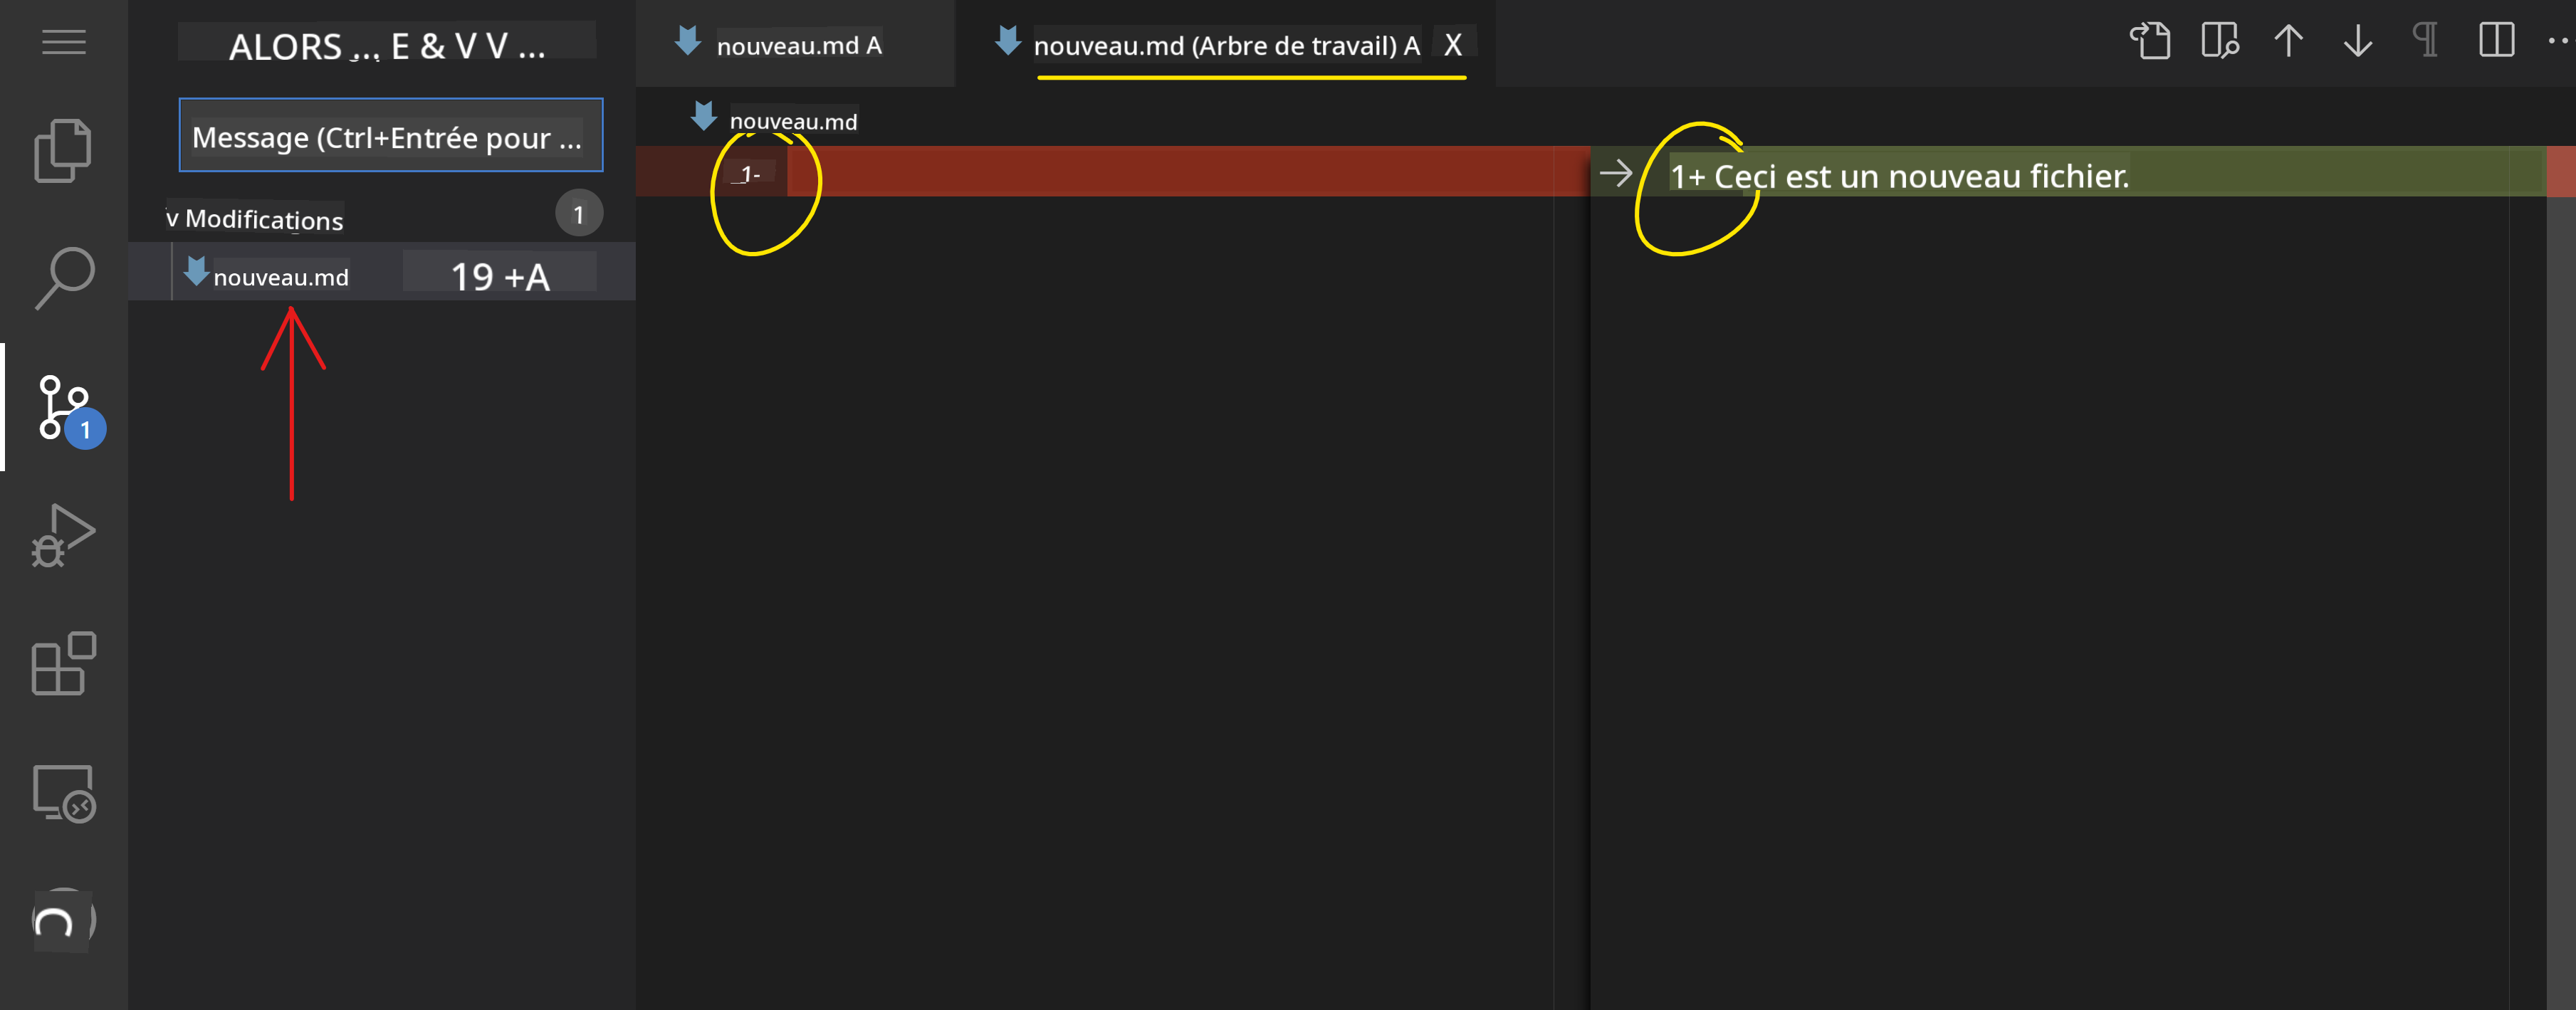 ALORS ... E & V V ...
Message (Ctrl+Entrée pour ...
v Modifications 1
nouveau.md 19 +A
1
nouveau.md A
nouveau.md (Arbre de travail) A X
nouveau.md
_1-
1+ Ceci est un nouveau fichier.